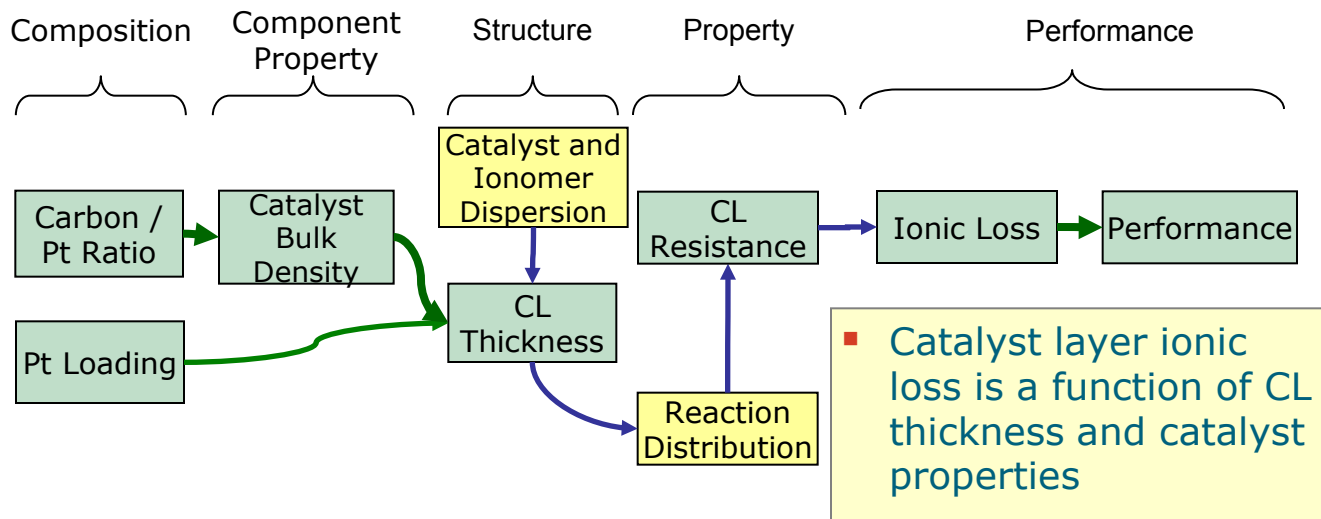 Composition
Component
Property
Structure
Property
Performance
Catalyst and
Ionomer
Dispersion
Carbon /
Pt Ratio
Catalyst
Bulk
Density
CL
Resistance
Ionic Loss
Performance
CL
Thickness
Pt Loading
Reaction
Distribution
Catalyst layer ionic
loss is a function of CL
thickness and catalyst
properties